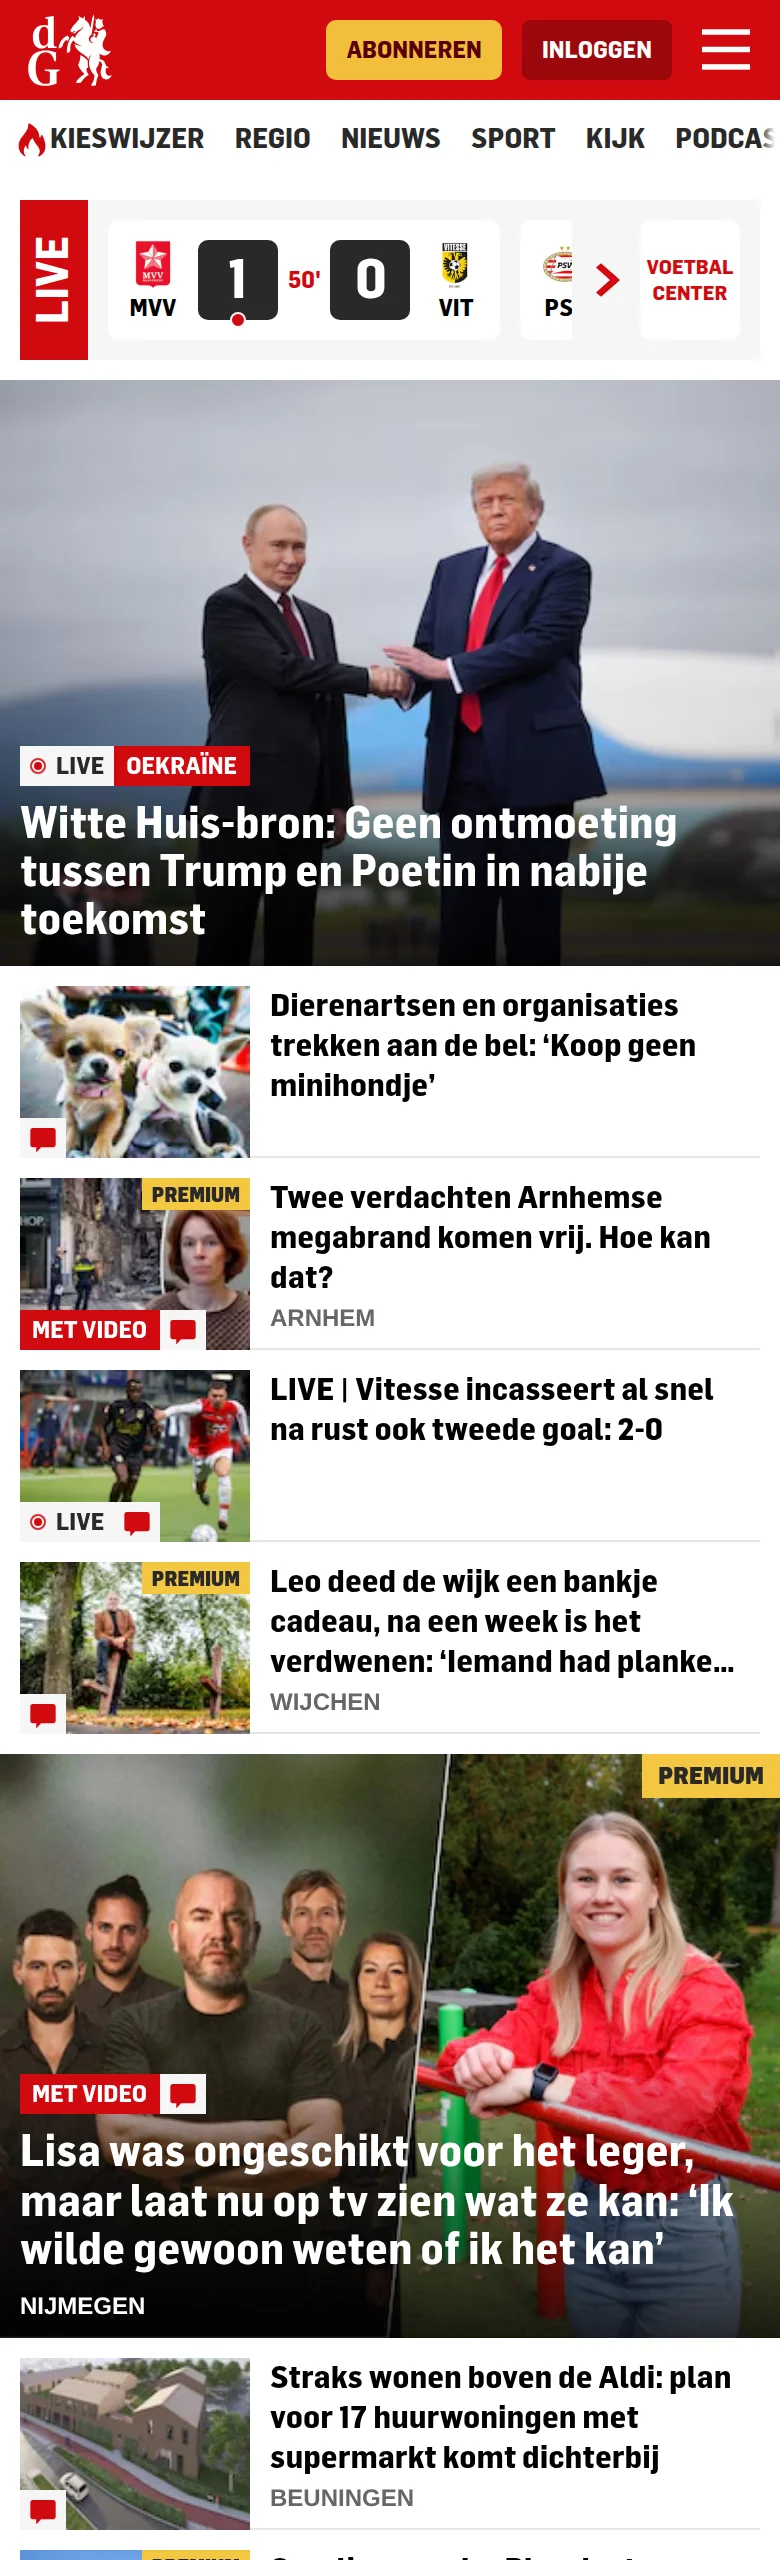 dG
ABONNEREN
INLOGGEN
KIESWIJZER REGIO NIEUWS SPORT KIJK PODCAS
LIVE
MVV
1
50'
0
VITESSE
VIT
PSV
PS
VOETBAL
CENTER
LIVE OEKRAÏNE
Witte Huis-bron: Geen ontmoeting
tussen Trump en Poetin in nabije
toekomst
Dierenartsen en organisaties
trekken aan de bel: ‘Koop geen
minihondje’
HOP
PREMIUM
MET VIDEO
Twee verdachten Arnhemse
megabrand komen vrij. Hoe kan
dat?
ARNHEM
LIVE
LIVE | Vitesse incasseert al snel
na rust ook tweede goal: 2-0
PREMIUM
Leo deed de wijk een bankje
cadeau, na een week is het
verdwenen: ‘Iemand had planke...
WIJCHEN
PREMIUM
MET VIDEO
Lisa was ongeschikt voor het leger,
maar laat nu op tv zien wat ze kan: ‘Ik
wilde gewoon weten of ik het kan’
NIJMEGEN
Straks wonen boven de Aldi: plan
voor 17 huurwoningen met
supermarkt komt dichterbij
BEUNINGEN
PREMIUM